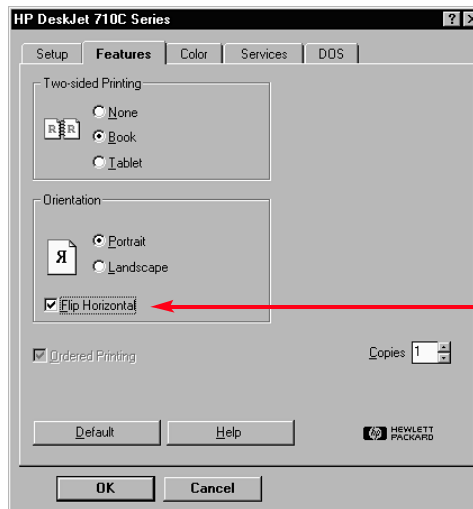 HP DeskJet 710C Series
Setup Features Color Services DOS
Two-sided Printing
None
R R
Book
Tablet
Orientation
Portrait
Я
Landscape
Flip Horizontal
Ordered Printing
Copies 1
Default Help
hp HEWLETT
PACKARD
OK Cancel